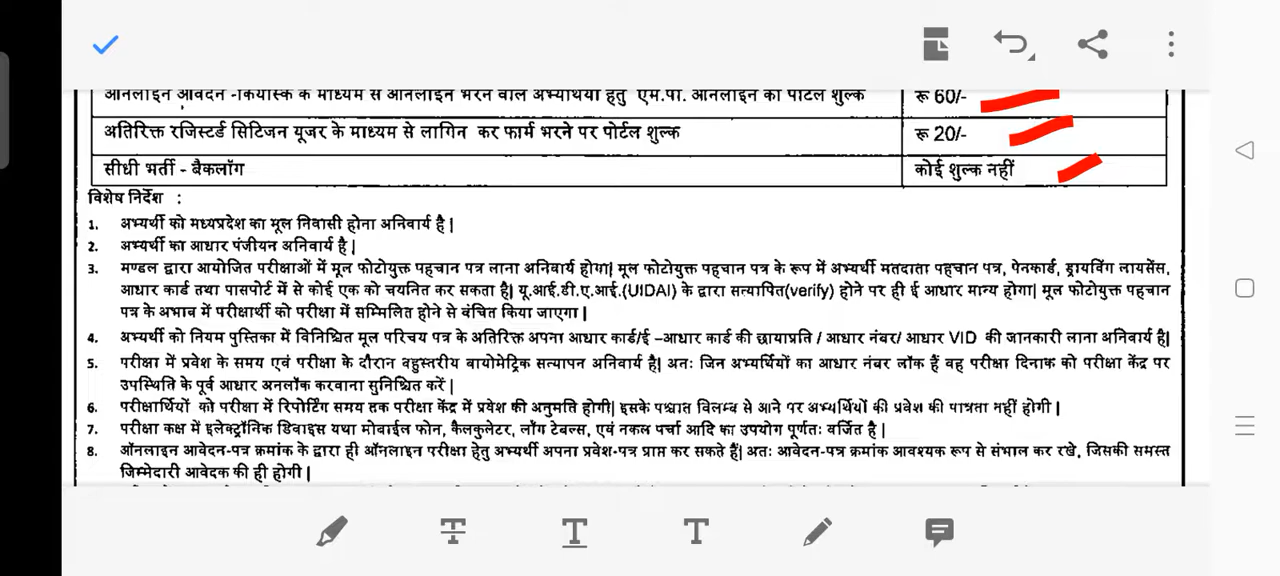 ऑनलाइन आवेदन -कियोस्क के माध्यम से ऑनलाइन भरने वाले अभ्यर्थियों हेतु एम.पी. ऑनलाइन का पोर्टल शुल्क रू 60/-
अतिरिक्त रजिस्टर्ड सिटिजन यूजर के माध्यम से लागिन कर फार्म भरने पर पोर्टल शुल्क रू 20/-
सीधी भर्ती - बैकलॉग कोई शुल्क नहीं
विशेष निर्देश :
1. अभ्यर्थी को मध्यप्रदेश का मूल निवासी होना अनिवार्य है|
2. अभ्यर्थी का आधार पंजीयन अनिवार्य है|
3. मण्डल द्वारा आयोजित परीक्षाओं में मूल फोटोयुक्त पहचान पत्र लाना अनिवार्य होगा| मूल फोटोयुक्त पहचान पत्र के रूप में अभ्यर्थी मतदाता पहचान पत्र, पेनकार्ड, ड्रायविंग लायसेंस,
आधार कार्ड तथा पासपोर्ट में से कोई एक को चयनित कर सकता है| यू.आई.डी.ए.आई.(UIDAI) के द्वारा सत्यापित(verify) होने पर ही ई आधार मान्य होगा| मूल फोटोयुक्त पहचान
पत्र के अभाव में परीक्षार्थी को परीक्षा में सम्मिलित होने से वंचित किया जाएगा|
4. अभ्यर्थी को नियम पुस्तिका में विनिर्चित मूल परिचय पत्र के अतिरिक्त अपना आधार कार्ड/ई –आधार कार्ड की छायाप्रति / आधार नंबर/ आधार VID की जानकारी लाना अनिवार्य है|
5. परीक्षा में प्रवेश के समय एवं परीक्षा के दौरान बहुस्तरीय बायोमेट्रिक सत्यापन अनिवार्य है| अतः जिन अभ्यर्थियों का आधार नंबर लॉक हैं वह परीक्षा दिनाक को परीक्षा केंद्र पर
उपस्थिति के पूर्व आधार अनलॉक करवाना सुनिश्चित करें|
6. परीक्षार्थियों को परीक्षा में रिपोर्टिंग समय तक परीक्षा केंद्र में प्रवेश की अनुमति होगी| इसके पश्चात विलम्ब से आने पर अभ्यर्थियों की प्रवेश की पात्रता नहीं होगी|
7. परीक्षा कक्ष में इलेक्ट्रॉनिक डिवाइस यथा मोबाईल फोन, कैलकुलेटर, लॉग टेबल्स, एवं नकल पर्चा आदि का उपयोग पूर्णतः वर्जित है|
8. ऑनलाइन आवेदन-पत्र क्रमांक के द्वारा ही ऑनलाइन परीक्षा हेतु अभ्यर्थी अपना प्रवेश-पत्र प्राप्त कर सकते हैं| अतः आवेदन-पत्र क्रमांक आवश्यक रूप से संभाल कर रखे, जिसकी समस्त
जिम्मेदारी आवेदक की ही होगी|